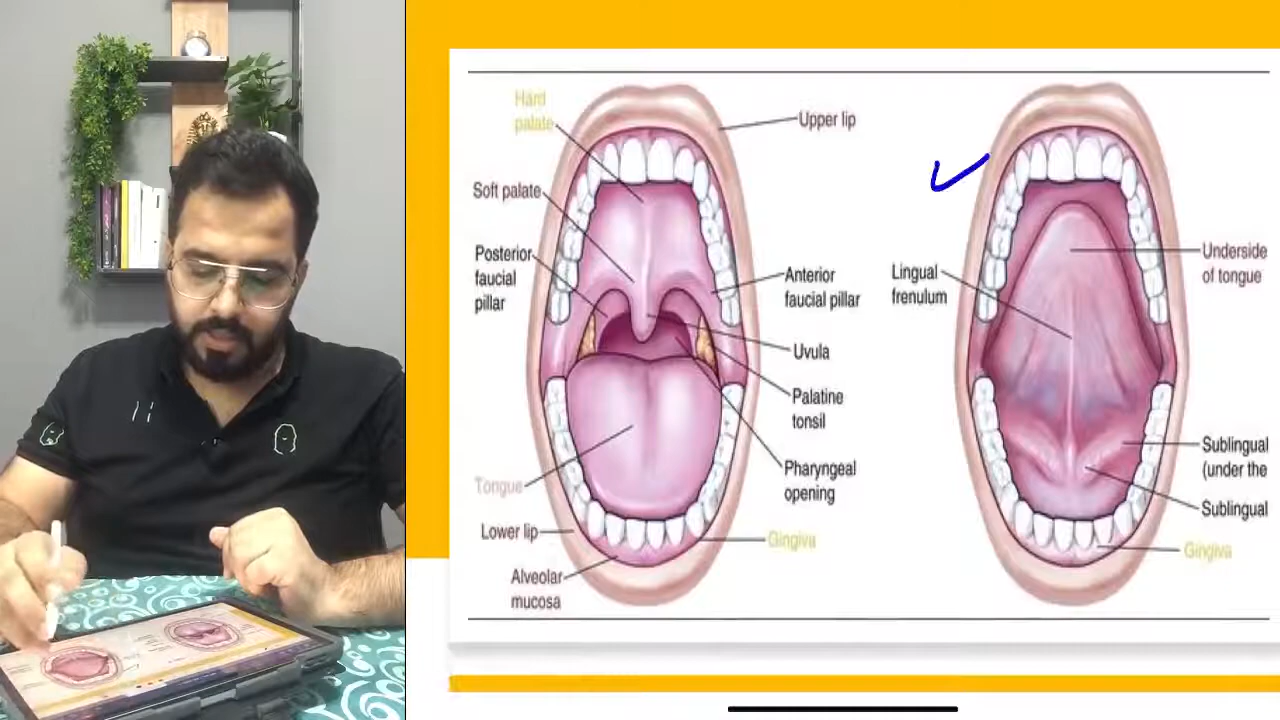 Hard
palate
Upper lip
Soft palate
Posterior
faucial
pillar
Anterior
faucial pillar
Uvula
Palatine
tonsil
Pharyngeal
opening
Tongue
Lower lip
Gingiva
Alveolar
mucosa
Underside
of tongue
Lingual
frenulum
Sublingual
(under the
Sublingual
Gingiva